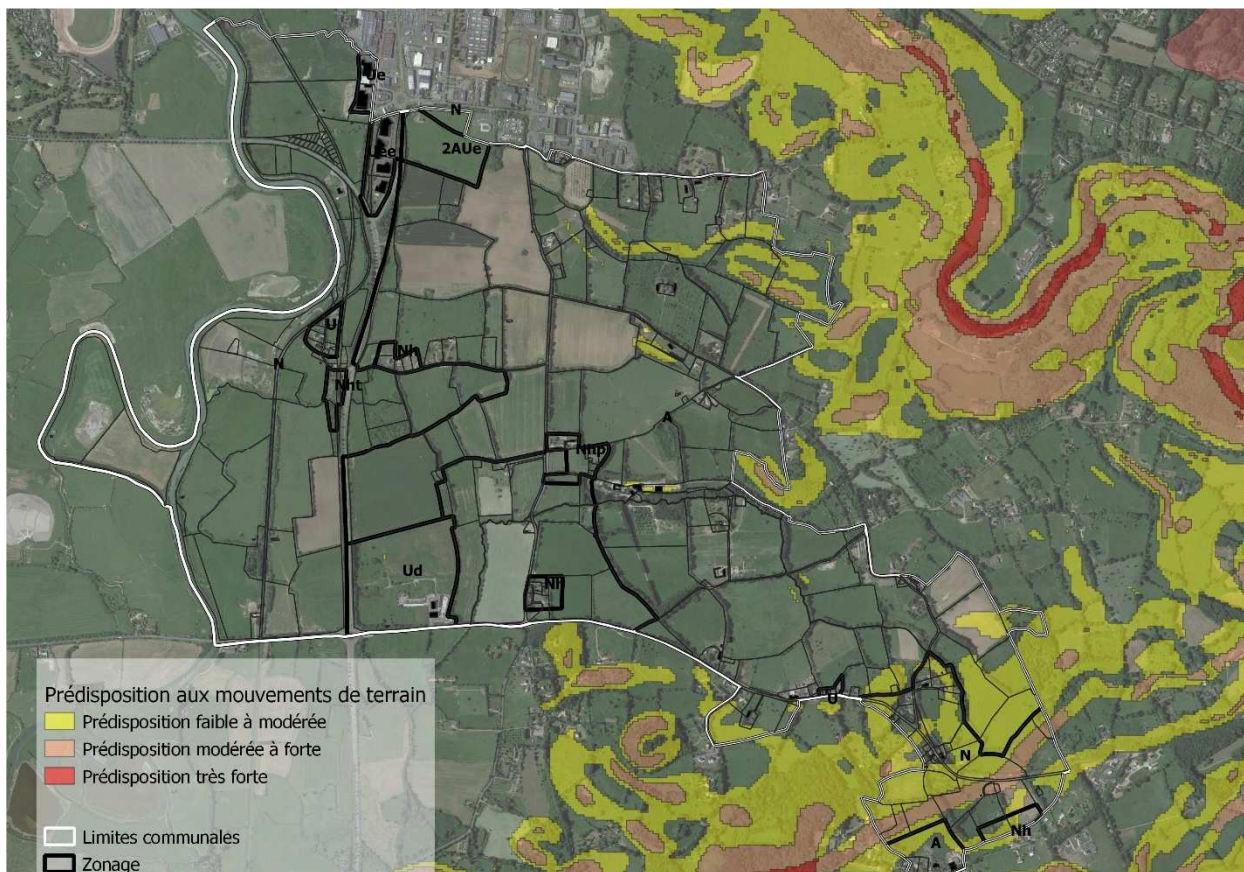 Ue
N
2AUe
U
Nh
N
Nht
A
Nhp
Ud
Nh
U
N
Nh
A
Prédisposition aux mouvements de terrain
Prédisposition faible à modérée
Prédisposition modérée à forte
Prédisposition très forte
Limites communales
Zonage